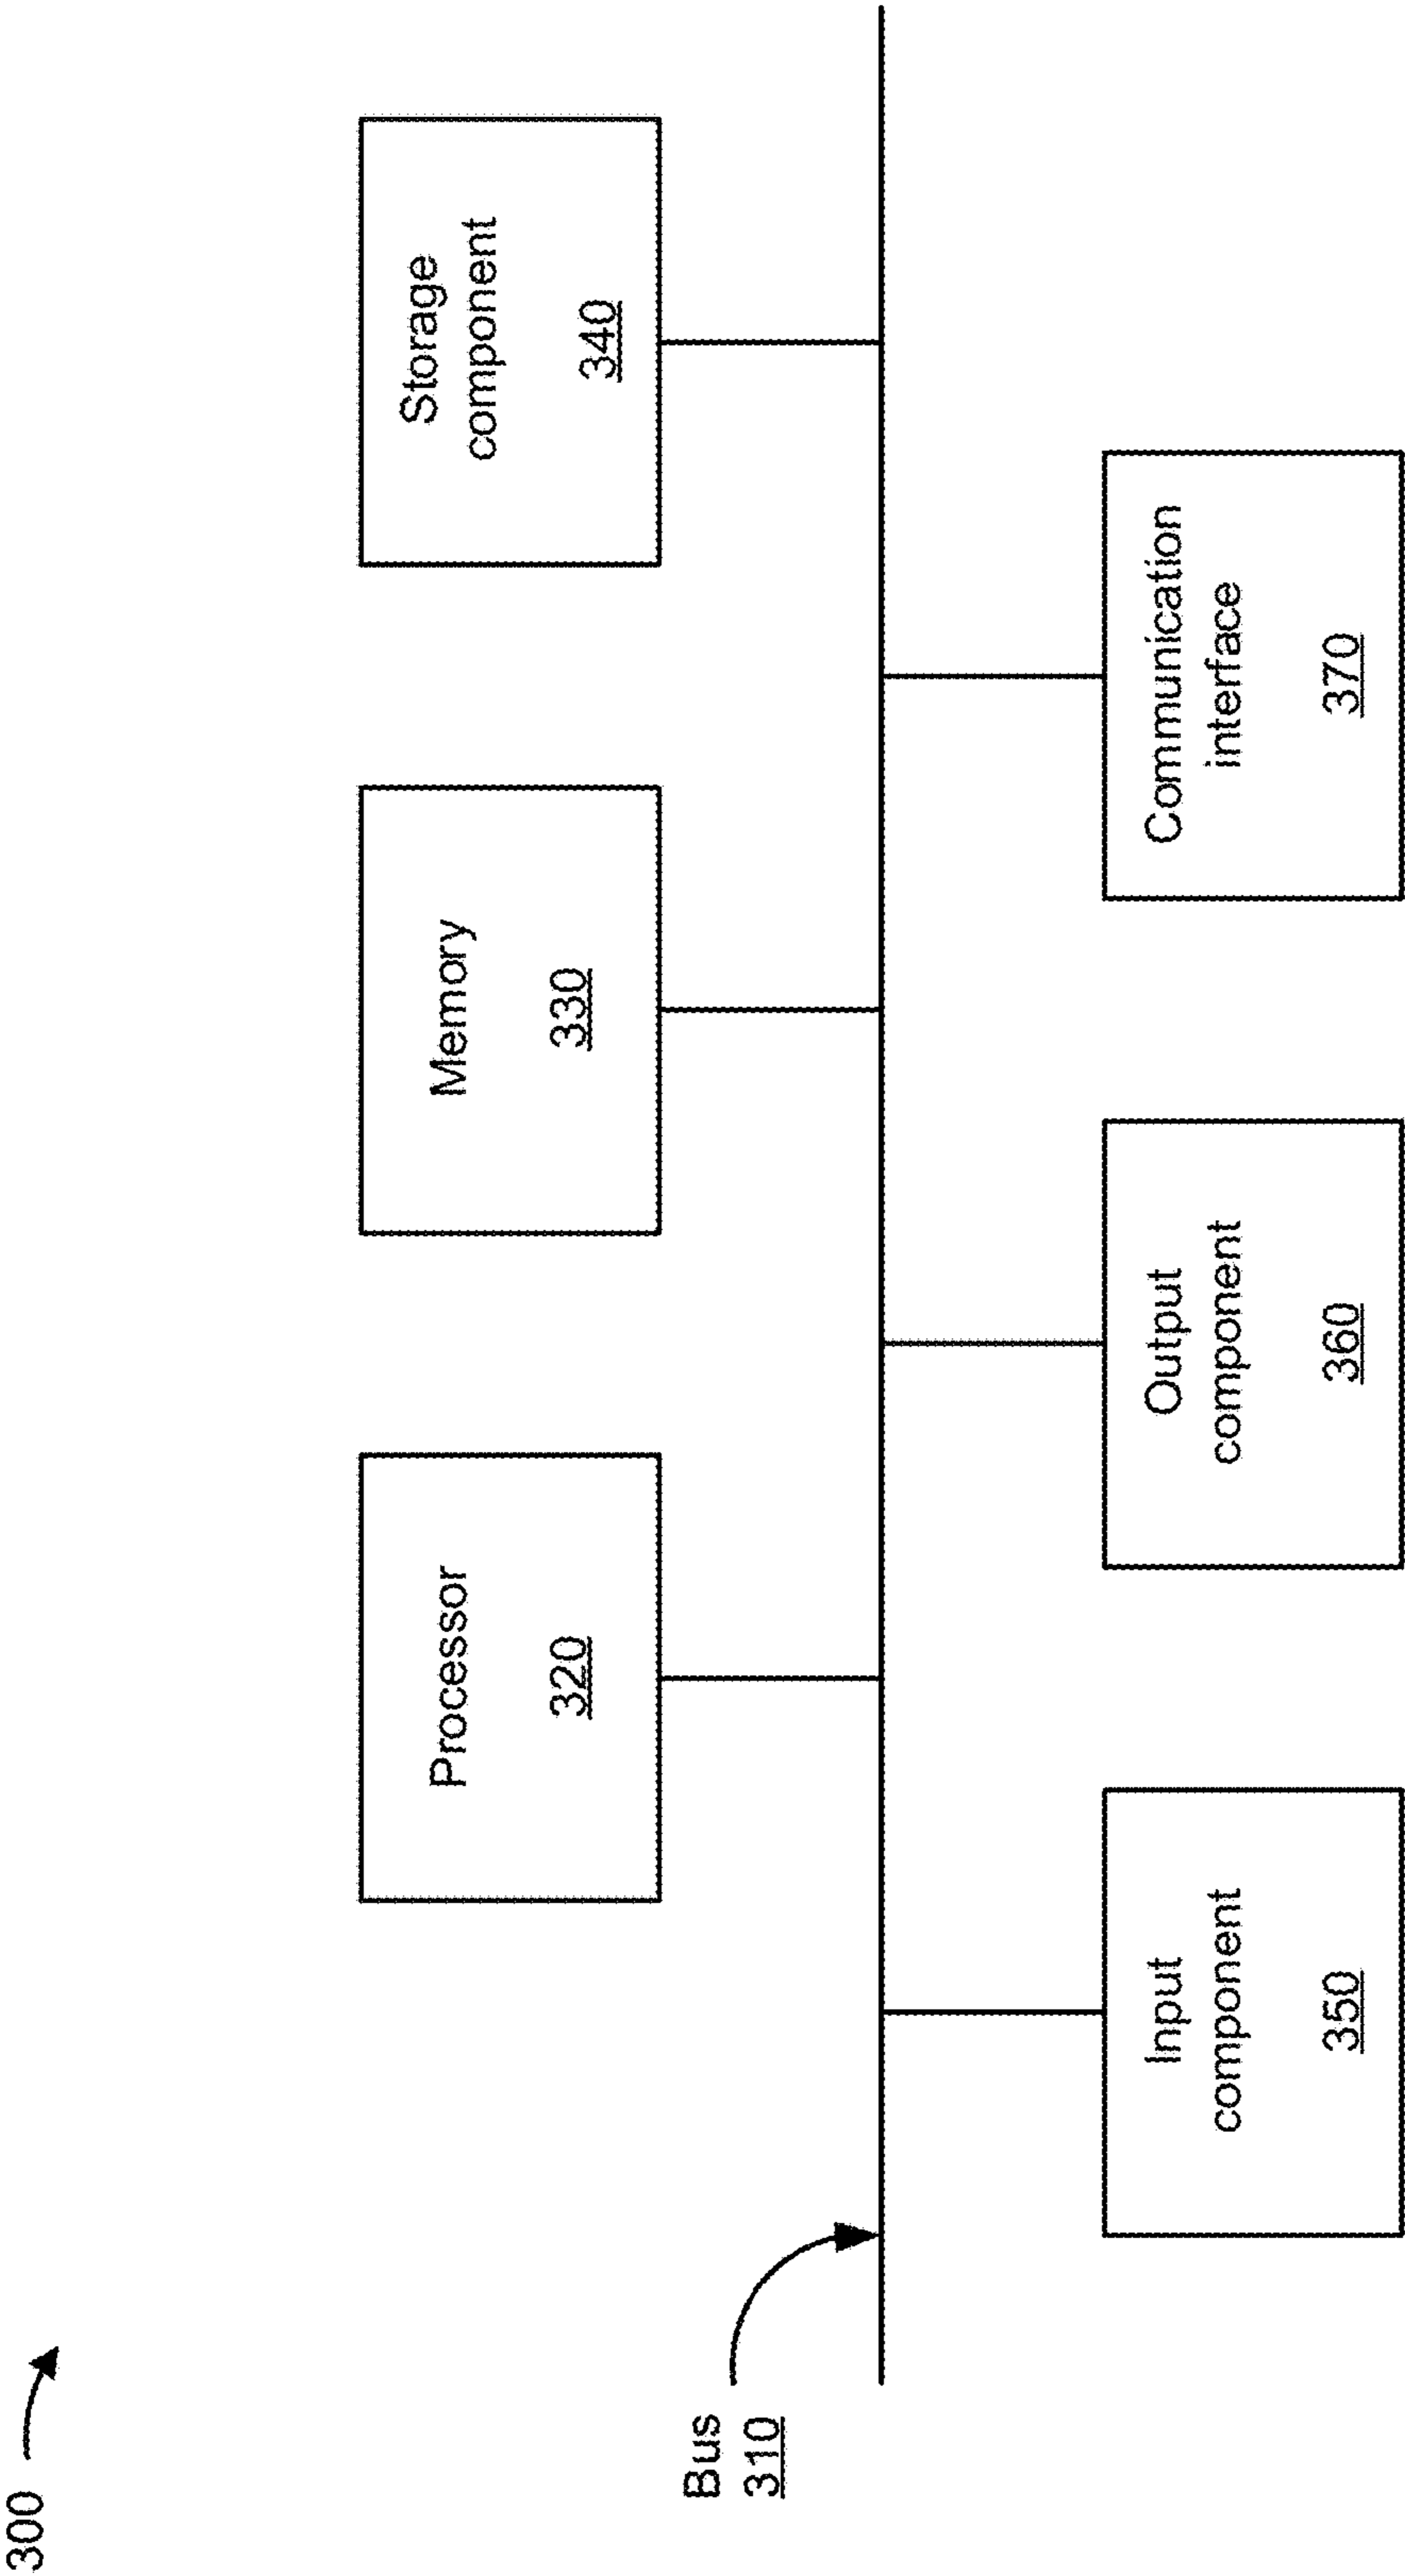 300
Processor
320
Memory
330
Storage
component
340
Bus
310
Input
component
350
Output
component
360
Communication
interface
370